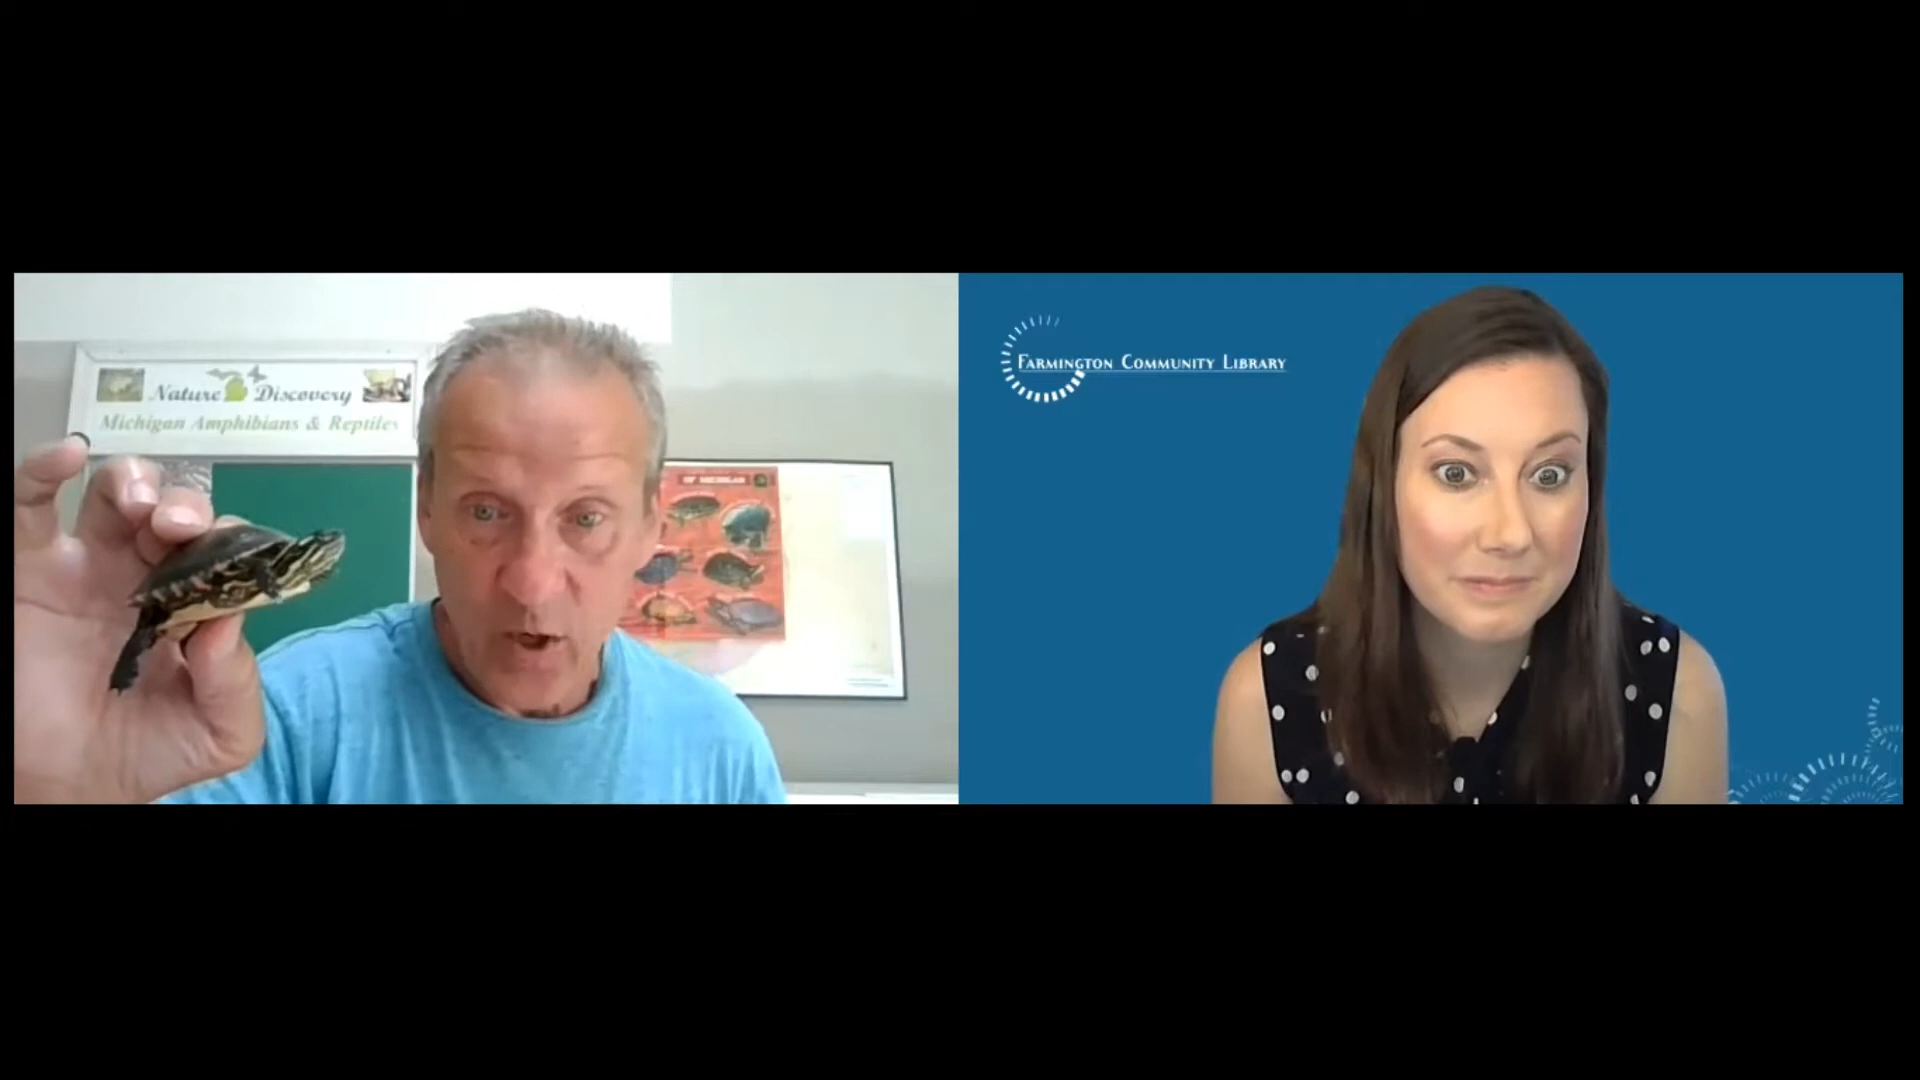 Nature Discovery
Michigan Amphibians & Reptiles
OF MICHIGAN
FARMINGTON COMMUNITY LIBRARY